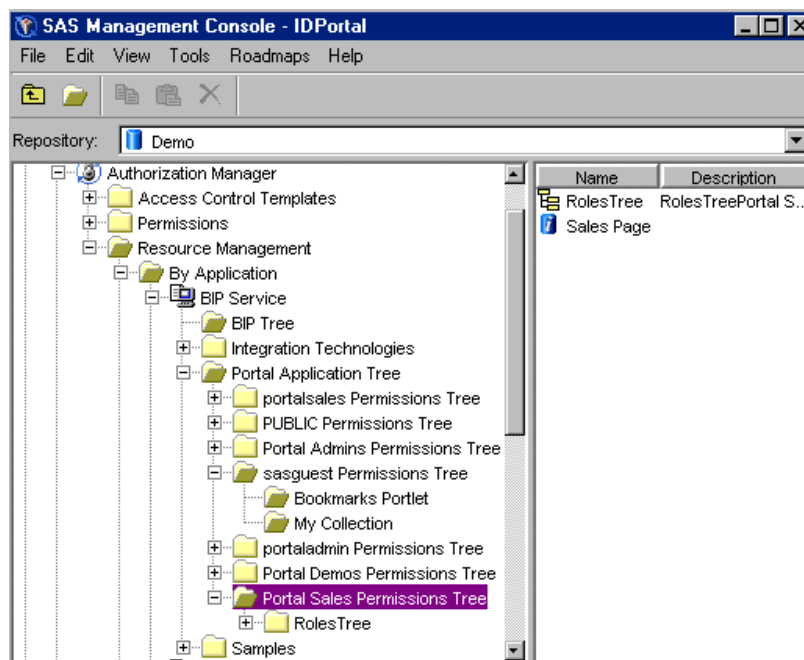 SAS Management Console - IDPortal
File Edit View Tools Roadmaps Help
Repository: Demo
Authorization Manager
Access Control Templates
Permissions
Resource Management
By Application
BIP Service
BIP Tree
Integration Technologies
Portal Application Tree
portalsales Permissions Tree
PUBLIC Permissions Tree
Portal Admins Permissions Tree
sasguest Permissions Tree
Bookmarks Portlet
My Collection
portaladmin Permissions Tree
Portal Demos Permissions Tree
Portal Sales Permissions Tree
RolesTree
Samples
Name Description
RolesTree RolesTreePortal S...
Sales Page